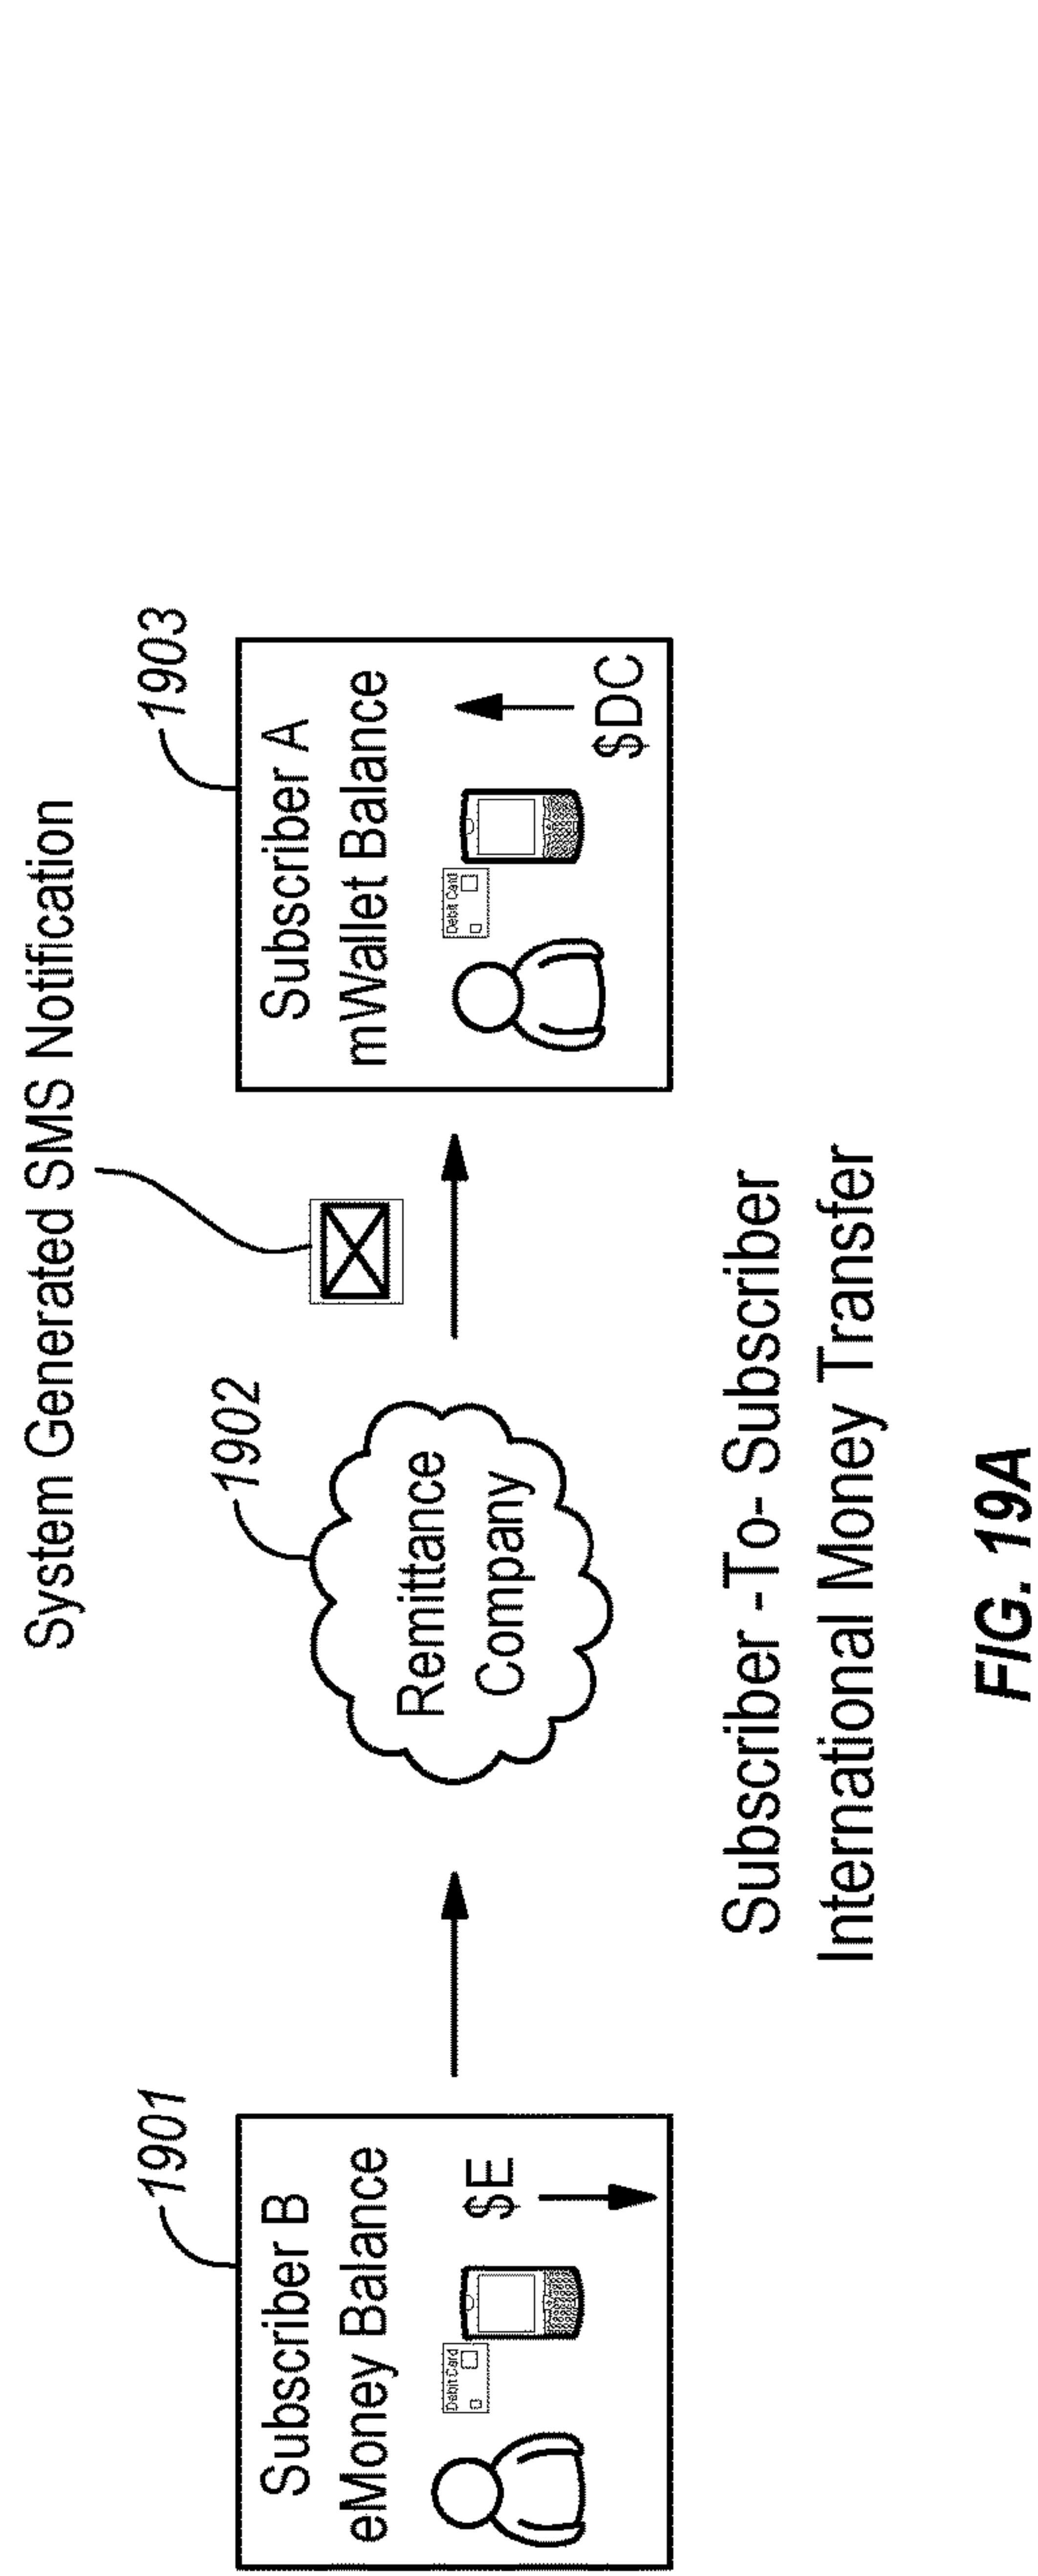 System Generated SMS Notification
1901
Subscriber B
eMoney Balance
Debit Card
$E
1902
Remittance
Company
1903
Subscriber A
mWallet Balance
Debit Card
$DC
Subscriber -To- Subscriber
International Money Transfer
FIG. 19A